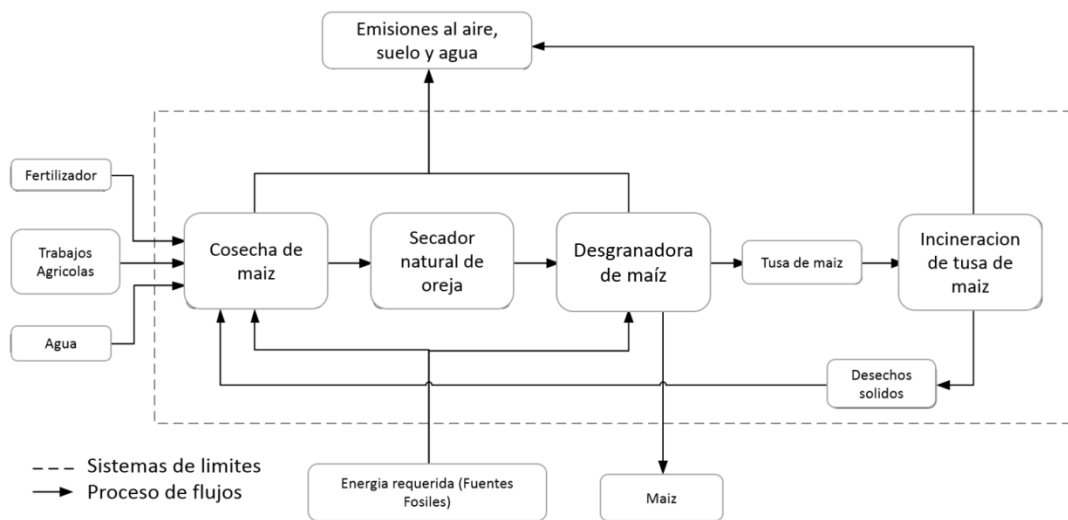 Emisiones al aire,
suelo y agua
Fertilizador
Trabajos
Agricolas
Agua
Cosecha de
maiz
Secador
natural de
oreja
Desgranadora
de maíz
Tusa de maiz
Incineracion
de tusa de
maiz
Desechos
solidos
Sistemas de limites
Proceso de flujos
Energia requerida (Fuentes
Fosiles)
Maiz